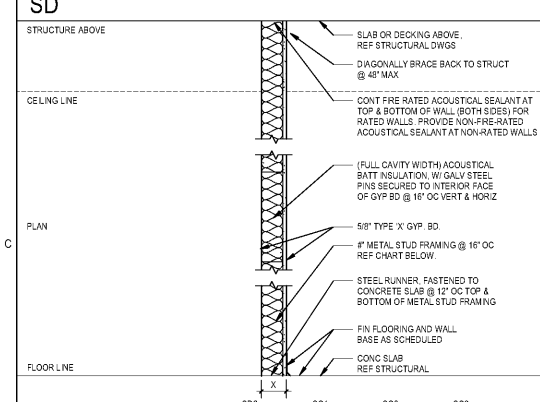 SD
STRUCTURE ABOVE
SLAB OR DECKING ABOVE,
REF STRUCTURAL DWGS
DIAGONALLY BRACE BACK TO STRUCT
@ 48" MAX
CEILING LINE
CONT FIRE RATED ACOUSTICAL SEALANT AT
TOP & BOTTOM OF WALL (BOTH SIDES) FOR
RATED WALLS. PROVIDE NON-FIRE-RATED
ACOUSTICAL SEALANT AT NON-RATED WALLS
(FULL CAVITY WIDTH) ACOUSTICAL
BATT INSULATION, W/ GALV STEEL
PINS SECURED TO INTERIOR FACE
OF GYP BD @ 16" OC VERT & HORIZ
PLAN
5/8" TYPE 'X' GYP. BD.
C
#" METAL STUD FRAMING @ 16" OC
REF CHART BELOW.
STEEL RUNNER, FASTENED TO
CONCRETE SLAB @ 12" OC TOP &
BOTTOM OF METAL STUD FRAMING
FIN FLOORING AND WALL
BASE AS SCHEDULED
FLOOR LINE
CONC SLAB
REF STRUCTURAL
X